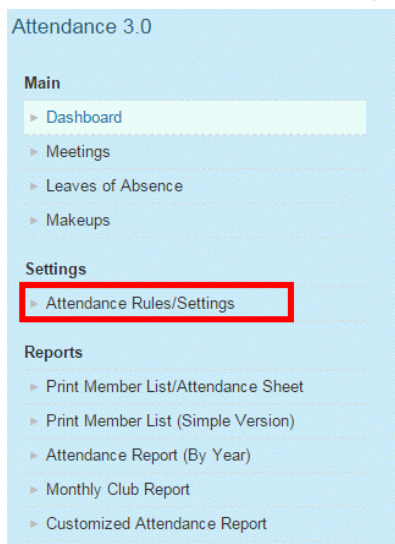 Attendance 3.0
Main
Dashboard
Meetings
Leaves of Absence
Makeups
Settings
Attendance Rules/Settings
Reports
Print Member List/Attendance Sheet
Print Member List (Simple Version)
Attendance Report (By Year)
Monthly Club Report
Customized Attendance Report